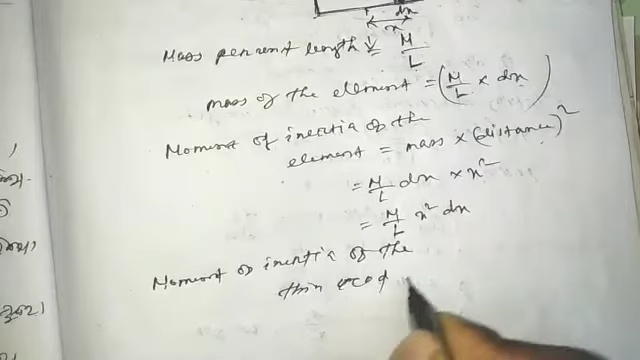 dx
x
Mass per unit length = M/L
mass of the element = (M/L × dx)
Moment of inertia of the
element = mass × (distance)²
= M/L dx × x²
= M/L x² dx
Moment of inertia of the
thin rod